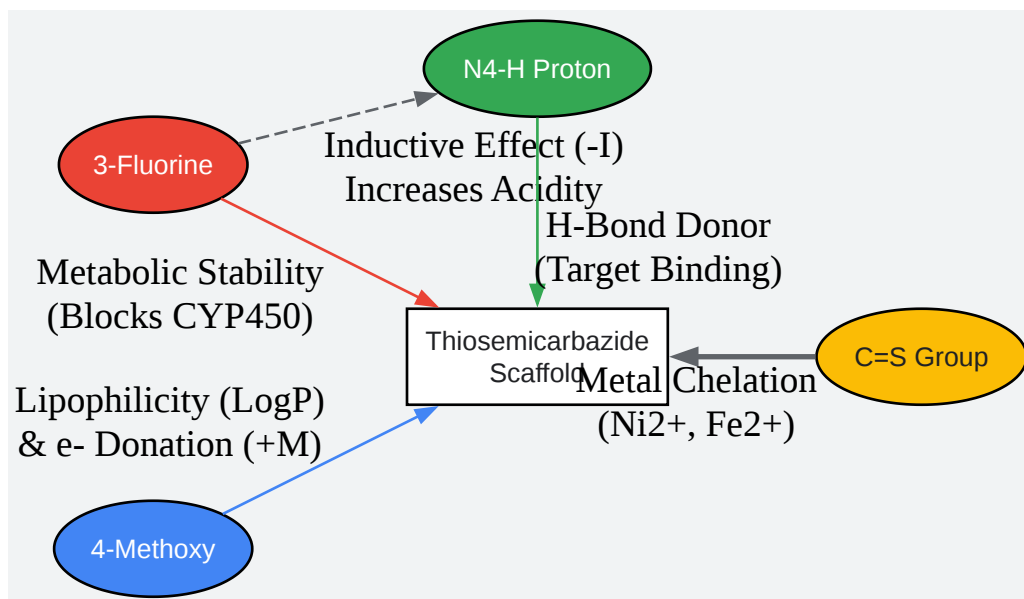 N4-H Proton
3-Fluorine
Inductive Effect (-I)
Increases Acidity
H-Bond Donor
(Target Binding)
Metabolic Stability
(Blocks CYP450)
Thiosemicarbazide
Scaffold
C=S Group
Metal Chelation
(Ni2+, Fe2+)
Lipophilicity (LogP)
& e- Donation (+M)
4-Methoxy